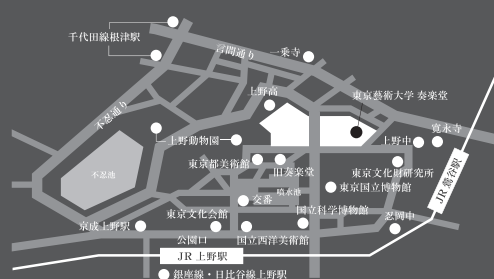 千代田線根津駅
言問通り
一乗寺
上野高
東京藝術大学 奏楽堂
不忍通り
上野動物園
上野中
寛永寺
東京都美術館
旧奏楽堂
東京文化財研究所
不忍池
東京国立博物館
JR鶯谷駅
交番
噴水池
国立科学博物館
忍岡中
京成上野駅
東京文化会館
公園口
国立西洋美術館
JR 上野駅
銀座線・日比谷線上野駅